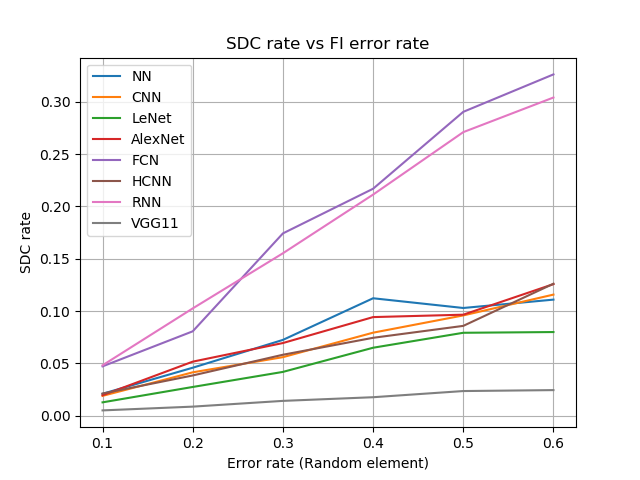 SDC rate vs FI error rate
NN
CNN
LeNet
AlexNet
FCN
HCNN
RNN
VGG11
0.30
0.25
0.20
0.15
0.10
0.05
0.00
SDC rate
0.1 0.2 0.3 0.4 0.5 0.6
Error rate (Random element)